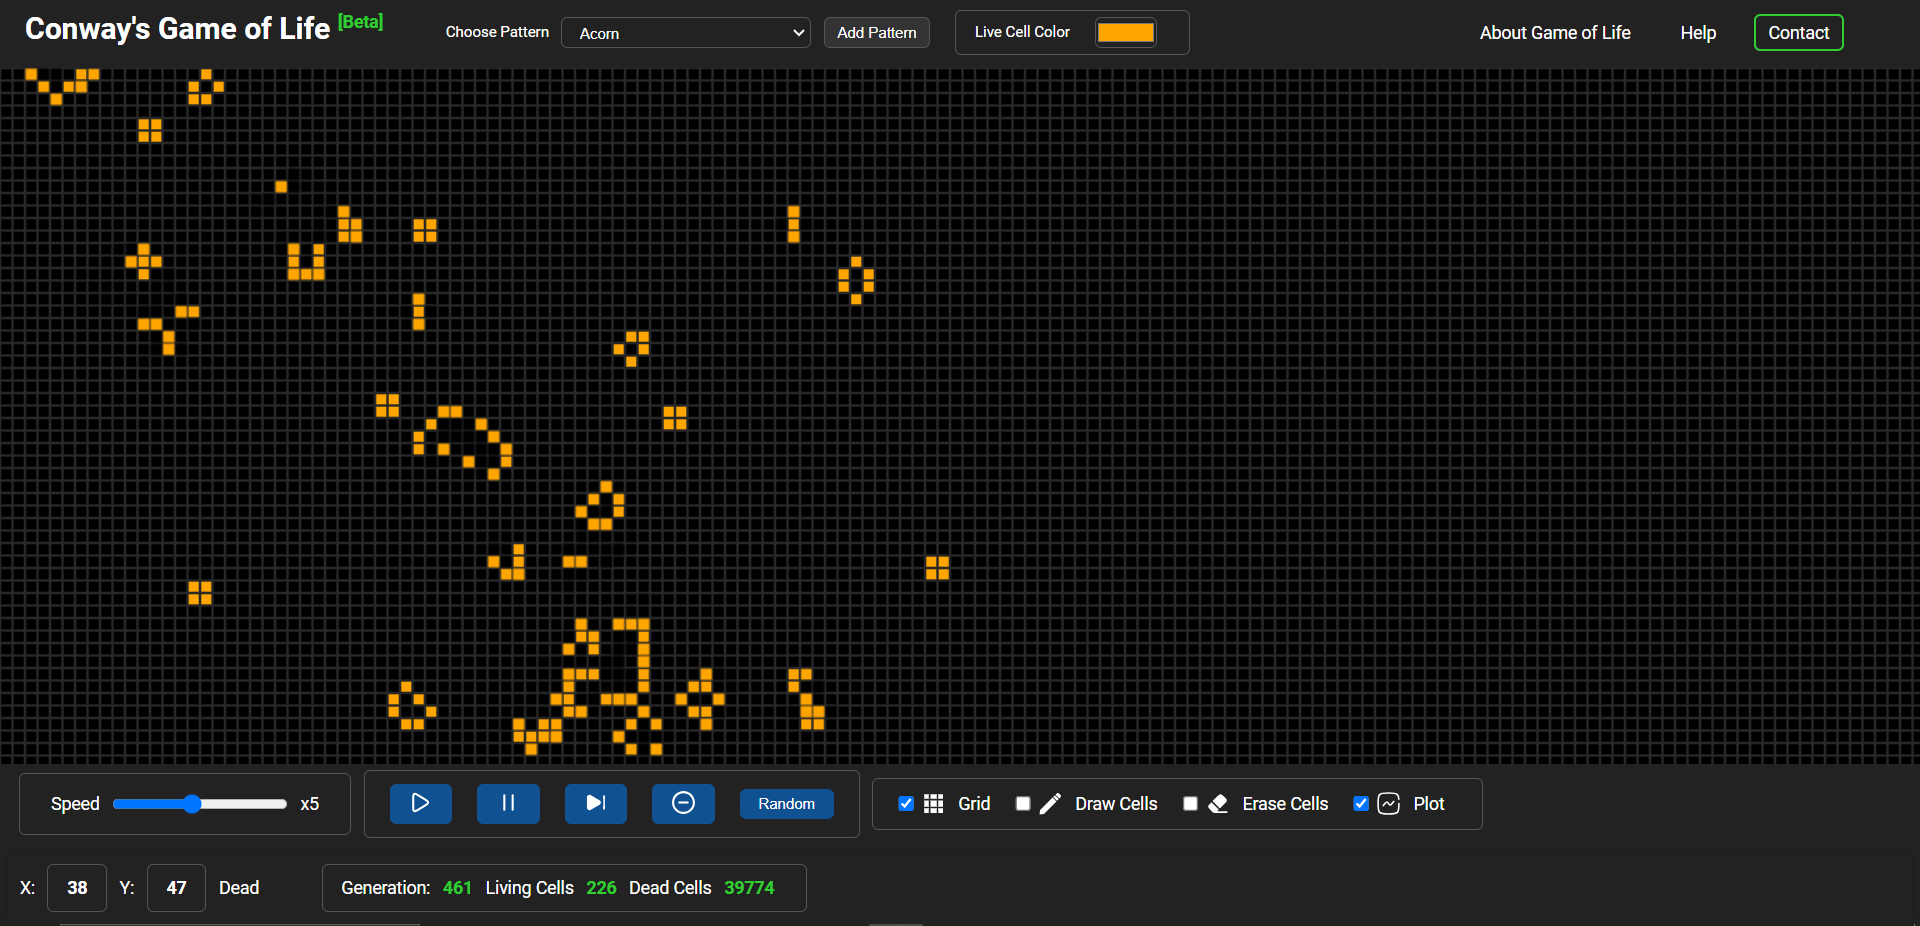 Conway's Game of Life [Beta]
Choose Pattern Acorn Add Pattern Live Cell Color
About Game of Life Help Contact
Speed x5
Random
Grid Draw Cells Erase Cells Plot
X: 38 Y: 47 Dead
Generation: 461 Living Cells 226 Dead Cells 39774